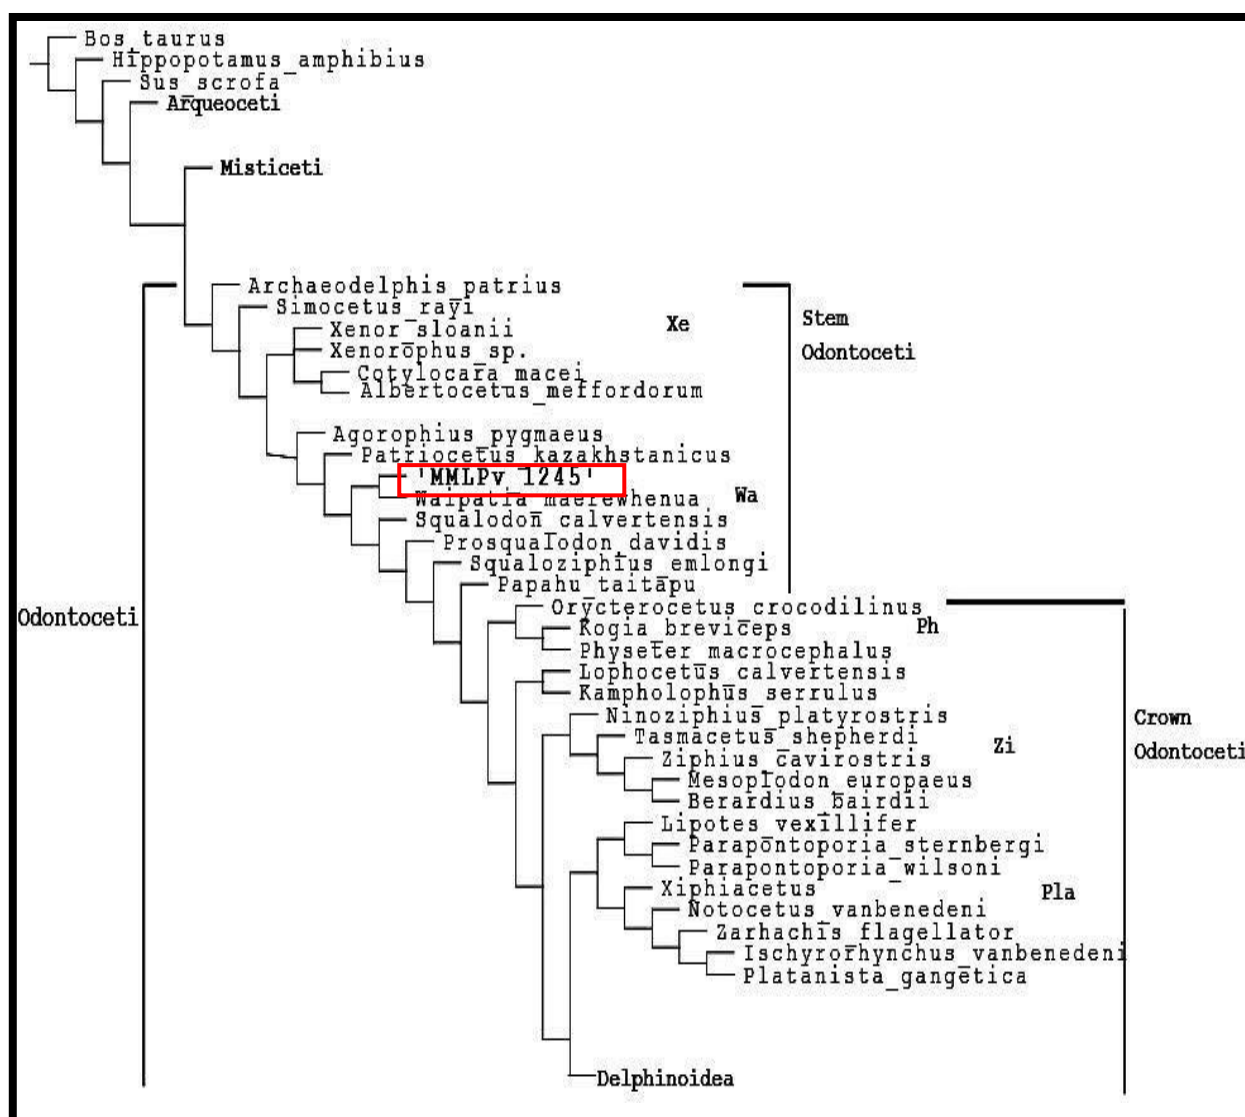 Bos_taurus
Hippopotamus_amphibius
Sus_scrofa
Arqueoceti
Misticeti
Archaeodelphis_patrius
Simocetus_rayi
Xe
Stem
Xenor_sloanii
Xenorophus_sp.
Odontoceti
Cotylocara_macei
Albertocetus_meffordorum
Agorophius_pygmaeus
Patriocetus_kazakhstanicus
'MMLPv_1245'
Waipatia_maerewhenua
Wa
Squalodon_calvertensis
Prosqualodon_davidis
Squaloziphius_emlongi
Papahu_taitapu
Orycterocetus_crocodilinus
Odontoceti
Kogia_breviceps
Ph
Physeter_macrocephalus
Lophocetus_calvertensis
Kampholophus_serrulus
Ninoziphius_platyrostris
Crown
Tasmacetus_shepherdi
Zi
Odontoceti
Ziphius_cavirostris
Mesoplodon_europaeus
Berardius_bairdii
Lipotes_vexillifer
Parapontoporia_sternbergi
Parapontoporia_wilsoni
Xiphiacetus
Pla
Notocetus_vanbenedeni
Zarhachis_flagellator
Ischyrorhynchus_vanbenedeni
Platanista_gangetica
Delphinoidea